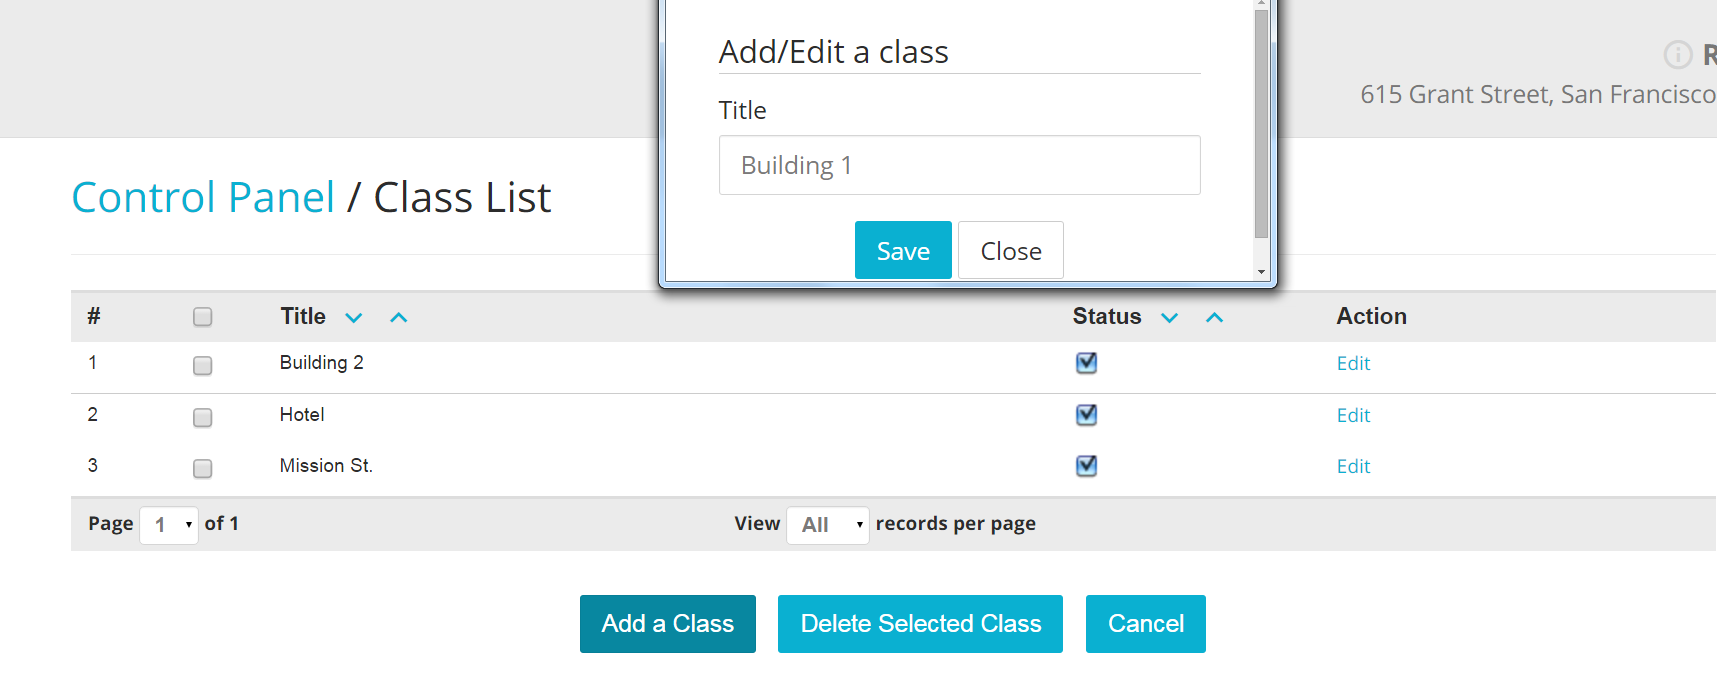 Add/Edit a class
R
615 Grant Street, San Francisco
Title
Building 1
Save Close
Control Panel / Class List
# Title Status Action
1 Building 2 Edit
2 Hotel Edit
3 Mission St. Edit
Page 1 of 1 View All records per page
Add a Class Delete Selected Class Cancel